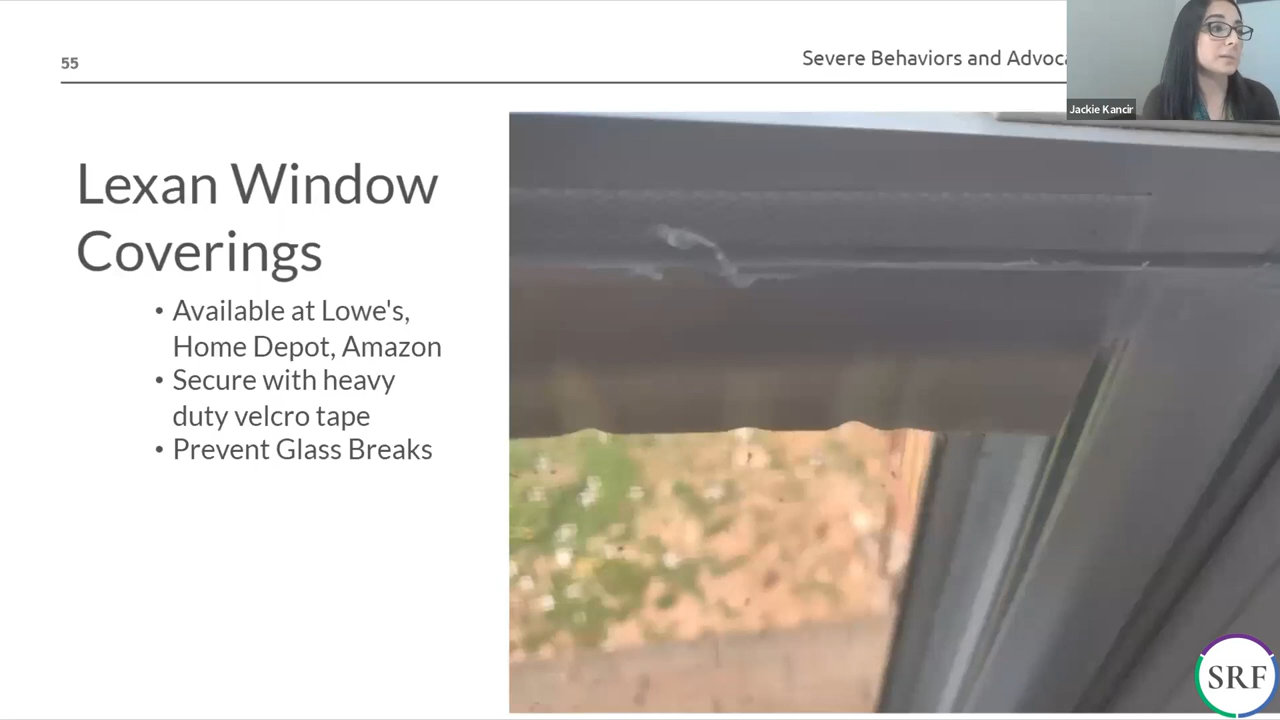 55
Severe Behaviors and Advoca
Jackie Kancir
Lexan Window
Coverings
• Available at Lowe's,
Home Depot, Amazon
• Secure with heavy
duty velcro tape
• Prevent Glass Breaks
SRF